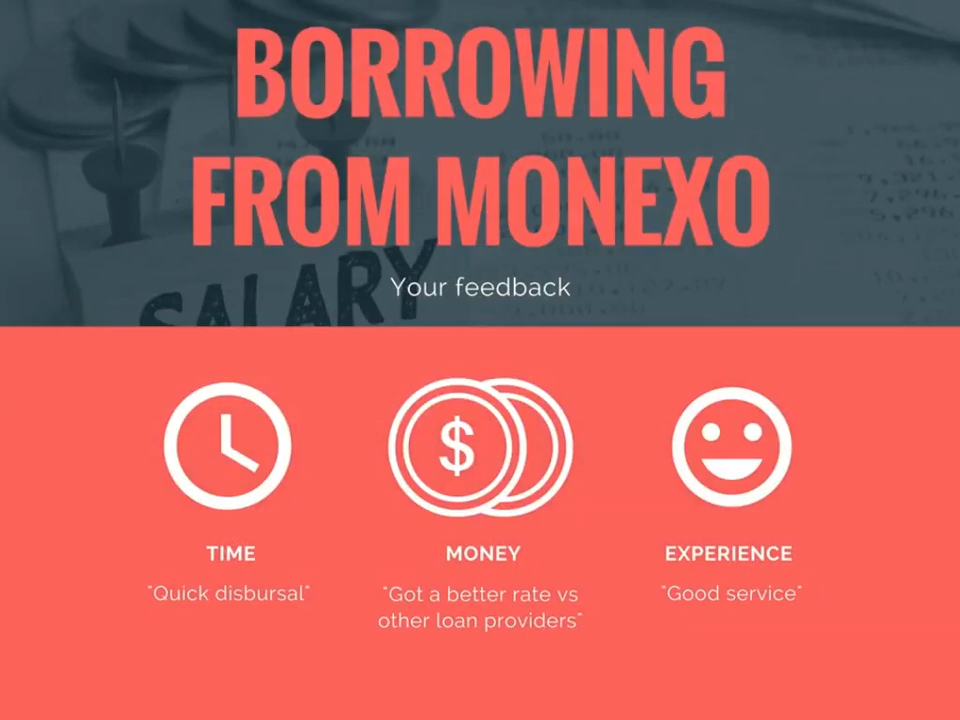 BORROWING
FROM MONEXO
SALARY
Your feedback
$
TIME
MONEY
EXPERIENCE
"Quick disbursal"
"Got a better rate vs
other loan providers"
"Good service"